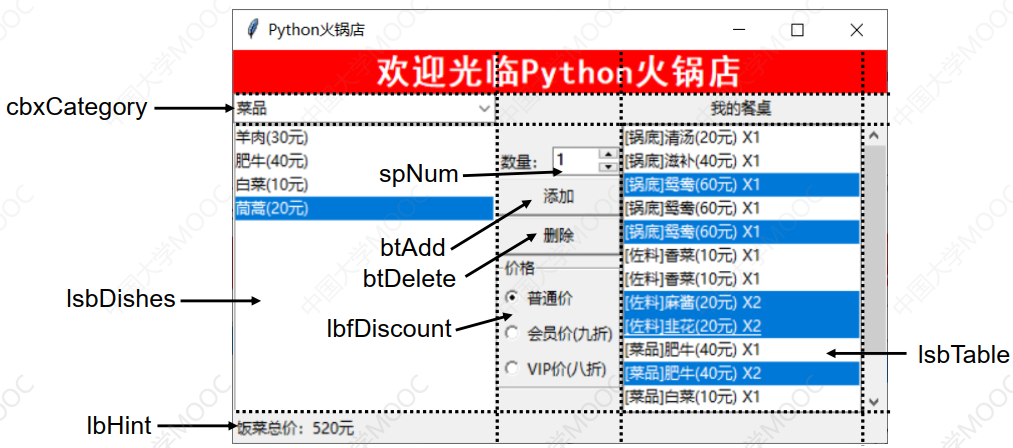 Python火锅店
欢迎光临Python火锅店
cbxCategory
菜品
我的餐桌
羊肉(30元)
肥牛(40元)
白菜(10元)
茼蒿(20元)
数量：
1
spNum
添加
btAdd
删除
btDelete
价格
普通价
会员价(九折)
VIP价(八折)
lbfDiscount
lsbDishes
[锅底]清汤(20元) X1
[锅底]滋补(40元) X1
[锅底]鸳鸯(60元) X1
[锅底]鸳鸯(60元) X1
[锅底]鸳鸯(60元) X1
[佐料]香菜(10元) X1
[佐料]香菜(10元) X1
[佐料]麻酱(20元) X2
[佐料]韭花(20元) X2
[菜品]肥牛(40元) X1
[菜品]肥牛(40元) X2
[菜品]白菜(10元) X1
lsbTable
lbHint
饭菜总价：520元
中国大学MOOC